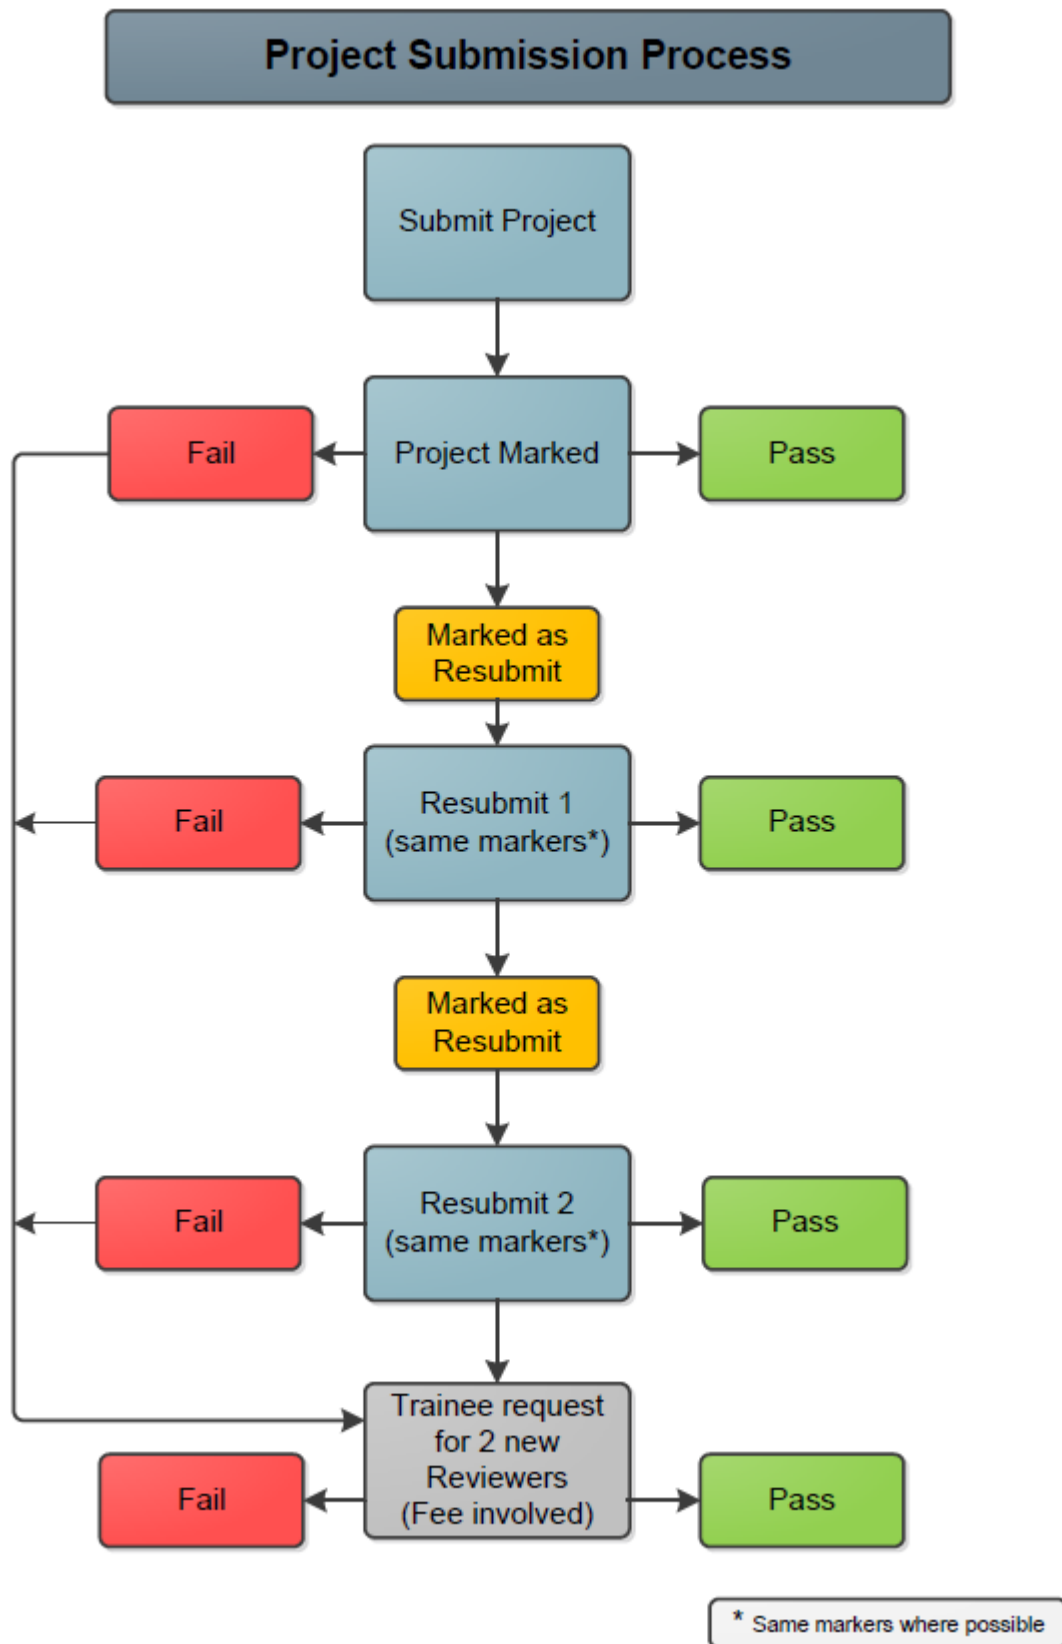 Project Submission Process
Submit Project
Fail
Project Marked
Pass
Marked as
Resubmit
Fail
Resubmit 1
(same markers*)
Pass
Marked as
Resubmit
Fail
Resubmit 2
(same markers*)
Pass
Trainee request
for 2 new
Reviewers
(Fee involved)
Fail
Pass
* Same markers where possible